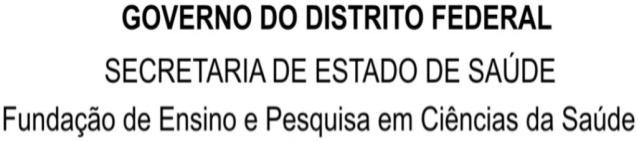 GOVERNO DO DISTRITO FEDERAL
SECRETARIA DE ESTADO DE SAÚDE
Fundação de Ensino e Pesquisa em Ciências da Saúde